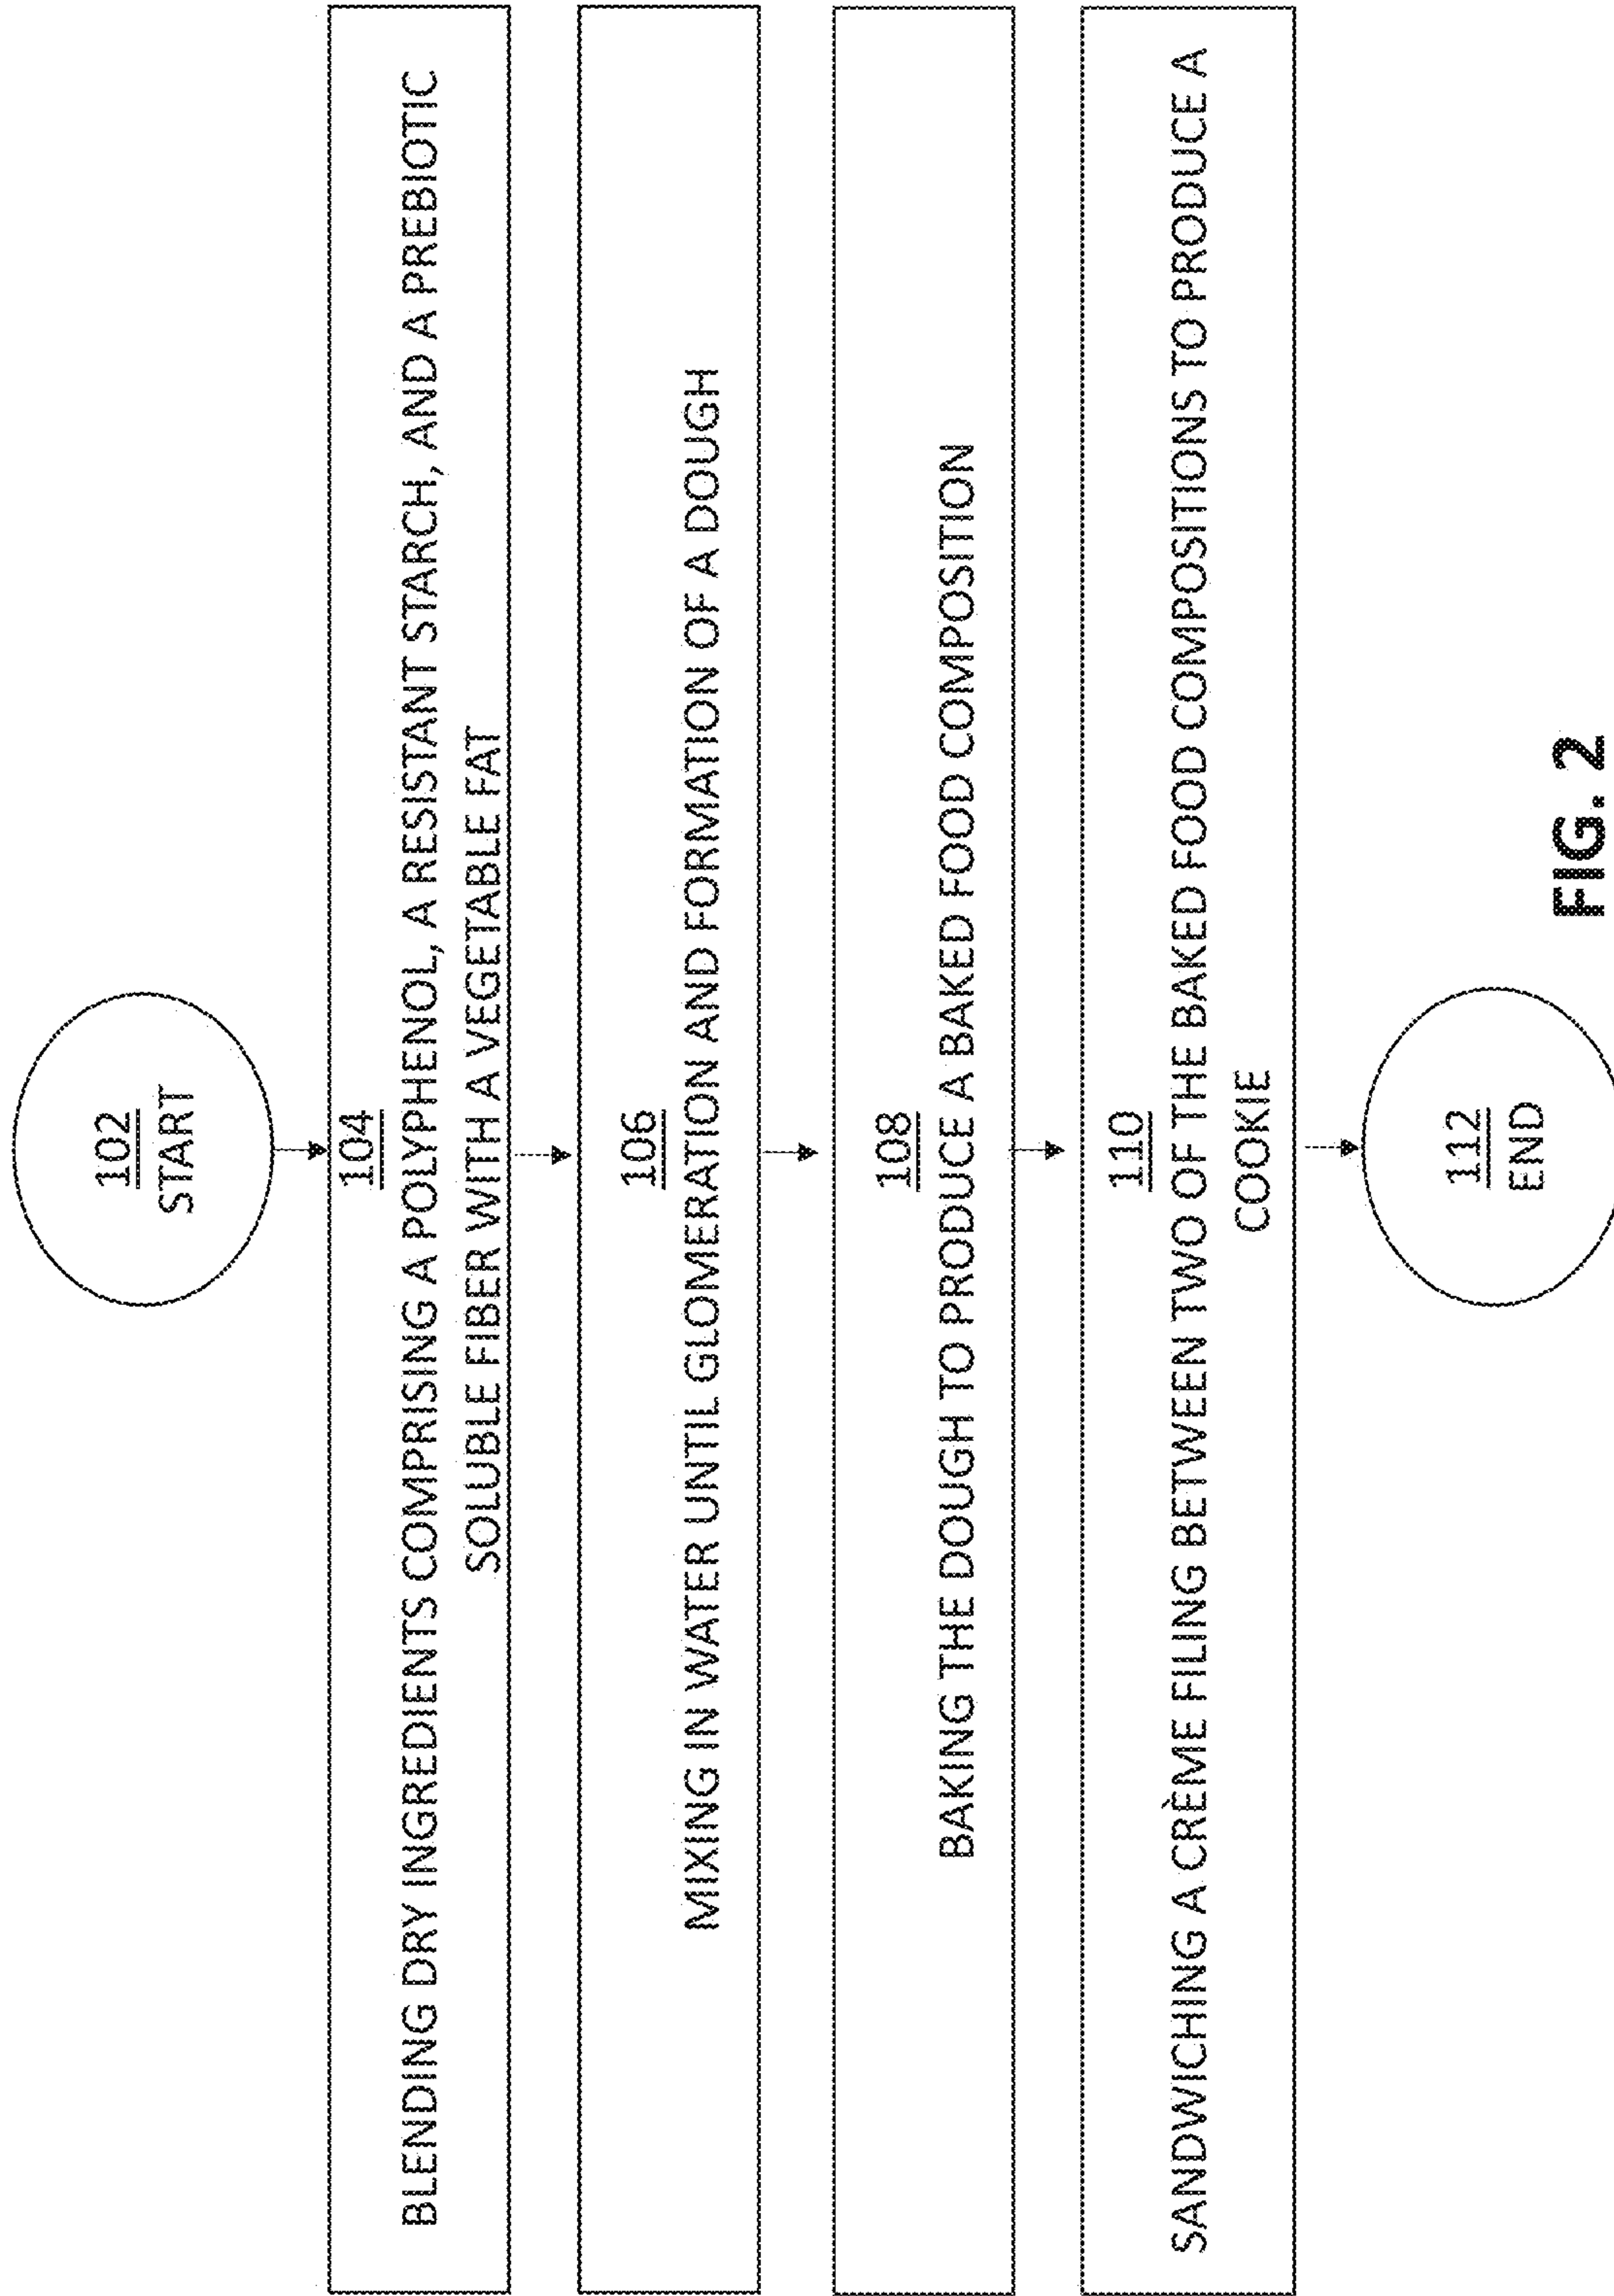 102
START
104
BLENDING DRY INGREDIENTS COMPRISING A POLYPHENOL, A RESISTANT STARCH, AND A PREBIOTIC
SOLUBLE FIBER WITH A VEGETABLE FAT
106
MIXING IN WATER UNTIL GLOMERATION AND FORMATION OF A DOUGH
108
BAKING THE DOUGH TO PRODUCE A BAKED FOOD COMPOSITION
110
SANDWICHING A CRÈME FILING BETWEEN TWO OF THE BAKED FOOD COMPOSITIONS TO PRODUCE A
COOKIE
112
END
FIG. 2